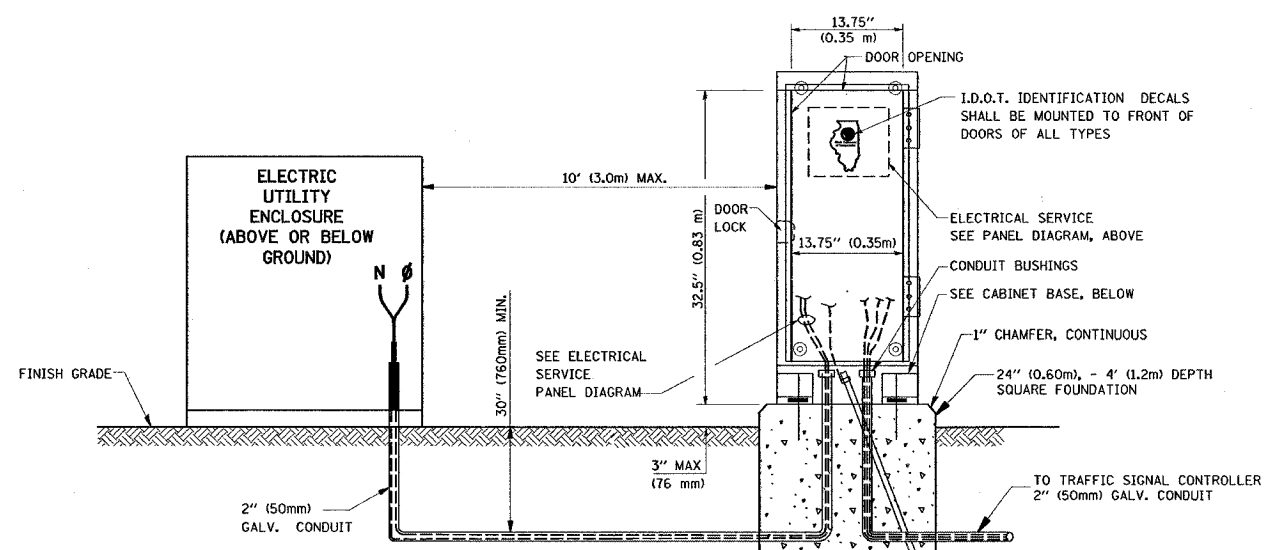 13.75"
(0.35 m)
DOOR OPENING
I.D.O.T. IDENTIFICATION DECALS
SHALL BE MOUNTED TO FRONT OF
DOORS OF ALL TYPES
ELECTRIC
UTILITY
ENCLOSURE
(ABOVE OR BELOW
GROUND)
N Ø
10' (3.0m) MAX.
DOOR
LOCK
32.5" (0.83 m)
13.75" (0.35m)
ELECTRICAL SERVICE
SEE PANEL DIAGRAM, ABOVE
CONDUIT BUSHINGS
SEE CABINET BASE, BELOW
1" CHAMFER, CONTINUOUS
24" (0.60m), - 4' (1.2m) DEPTH
SQUARE FOUNDATION
FINISH GRADE
30" (760mm) MIN.
SEE ELECTRICAL
SERVICE
PANEL DIAGRAM
3" MAX
(76 mm)
2" (50mm)
GALV. CONDUIT
TO TRAFFIC SIGNAL CONTROLLER
2" (50mm) GALV. CONDUIT